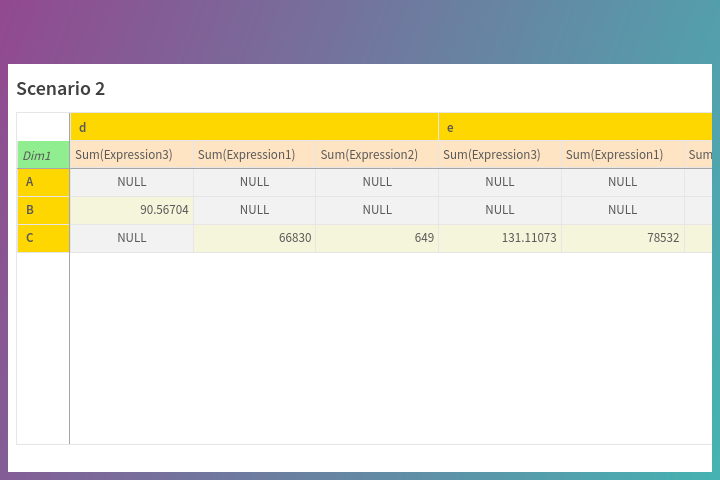 Scenario 2
d e
Dim1 Sum(Expression3) Sum(Expression1) Sum(Expression2) Sum(Expression3) Sum(Expression1) Sum
A NULL NULL NULL NULL NULL
B 90.56704 NULL NULL NULL NULL
C NULL 66830 649 131.11073 78532